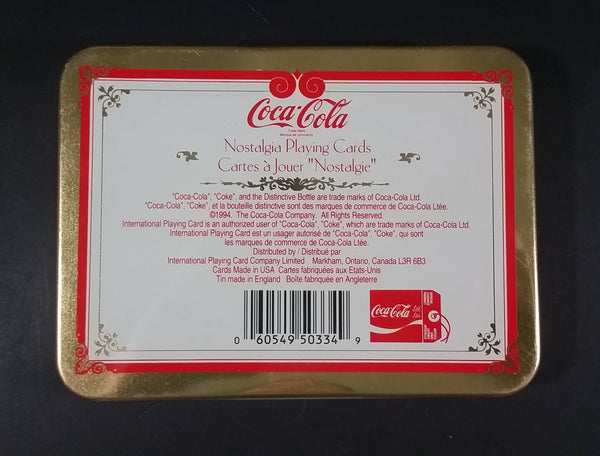 Coca-Cola
Trade Mark
Marque de commerce
Nostalgia Playing Cards
Cartes à Jouer "Nostalgie"
"Coca-Cola", "Coke", and the Distinctive Bottle are trade marks of Coca-Cola Ltd.
"Coca-Cola", "Coke", et la bouteille distinctive sont des marques de commerce de Coca-Cola Ltée.
©1994. The Coca-Cola Company. All Rights Reserved.
International Playing Card is an authorized user of "Coca-Cola", "Coke", which are trade marks of Coca-Cola Ltd.
International Playing Card est un usager autorisé de "Coca-Cola", "Coke", qui sont
les marques de commerce de Coca-Cola Ltée.
Distributed by / Distribué par
International Playing Card Company Limited Markham, Ontario, Canada L3R 6B3
Cards Made in USA Cartes fabriquées aux Etats-Unis
Tin made in England Boîte fabriquée en Angleterre
0 60549 50334 9
Coca-Cola
Ltd
Ltée